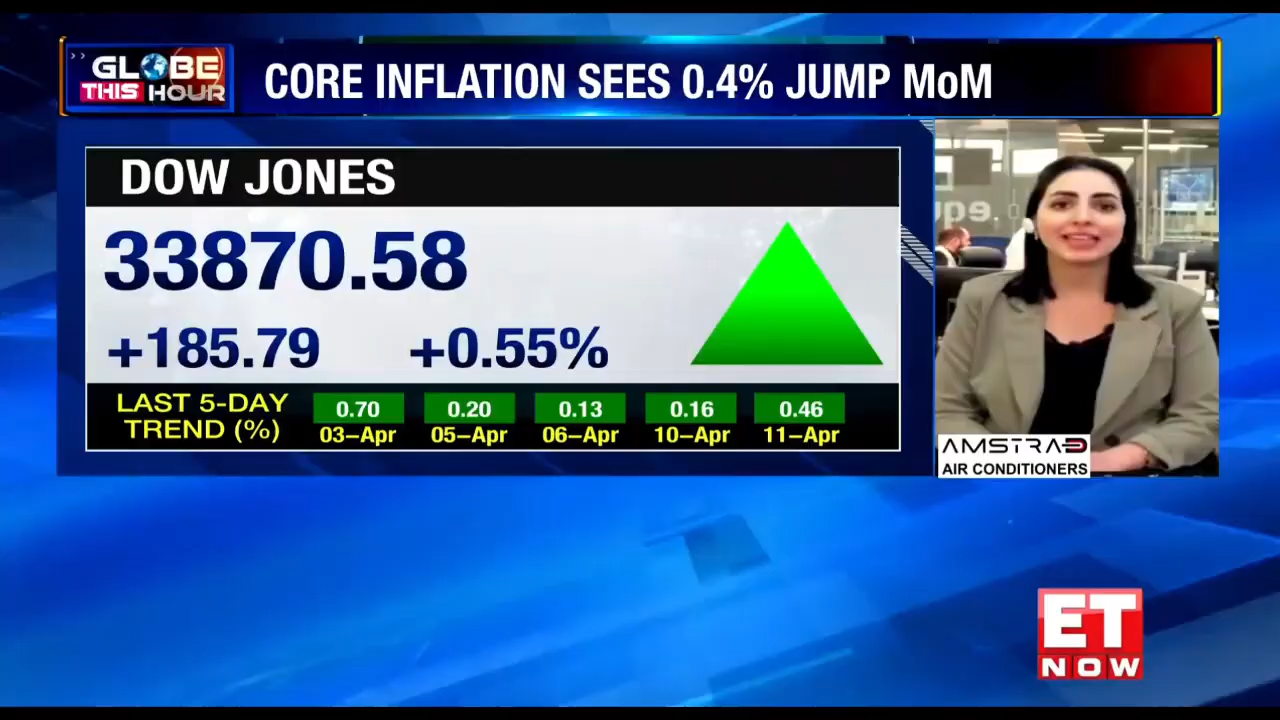 GLOBE
THIS HOUR
CORE INFLATION SEES 0.4% JUMP MoM
DOW JONES
33870.58
+185.79 +0.55%
LAST 5-DAY
TREND (%)
0.70 0.20 0.13 0.16 0.46
03–Apr 05–Apr 06–Apr 10–Apr 11–Apr
AMSTRAD
AIR CONDITIONERS
ET
NOW